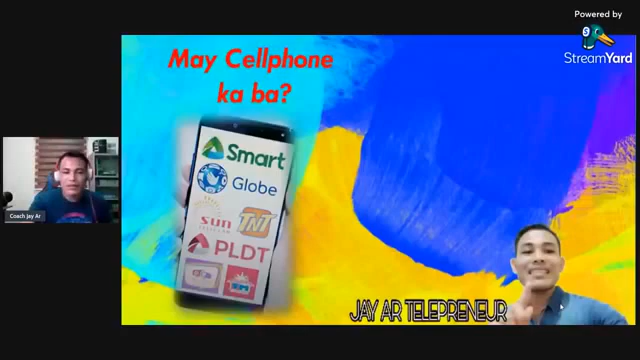 Powered by
StreamYard
May Cellphone
ka ba?
Smart
Globe
SUN
TNT
PLDT
Coach Jay Ar
JAY AR TELEPRENEUR